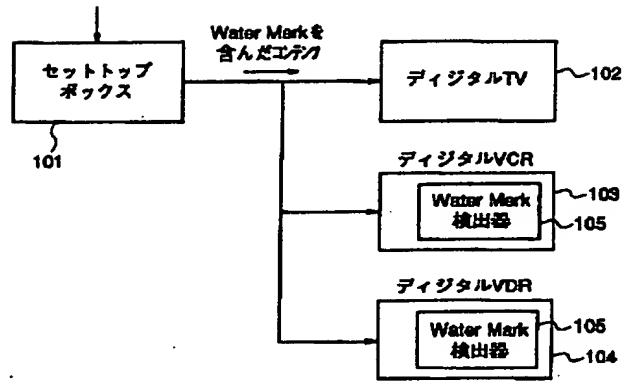 Water Markを
含んだコンテンツ
セットトップ
ボックス
101
ディジタルTV
102
ディジタルVCR
Water Mark
検出器
103
105
ディジタルVDR
Water Mark
検出器
105
104